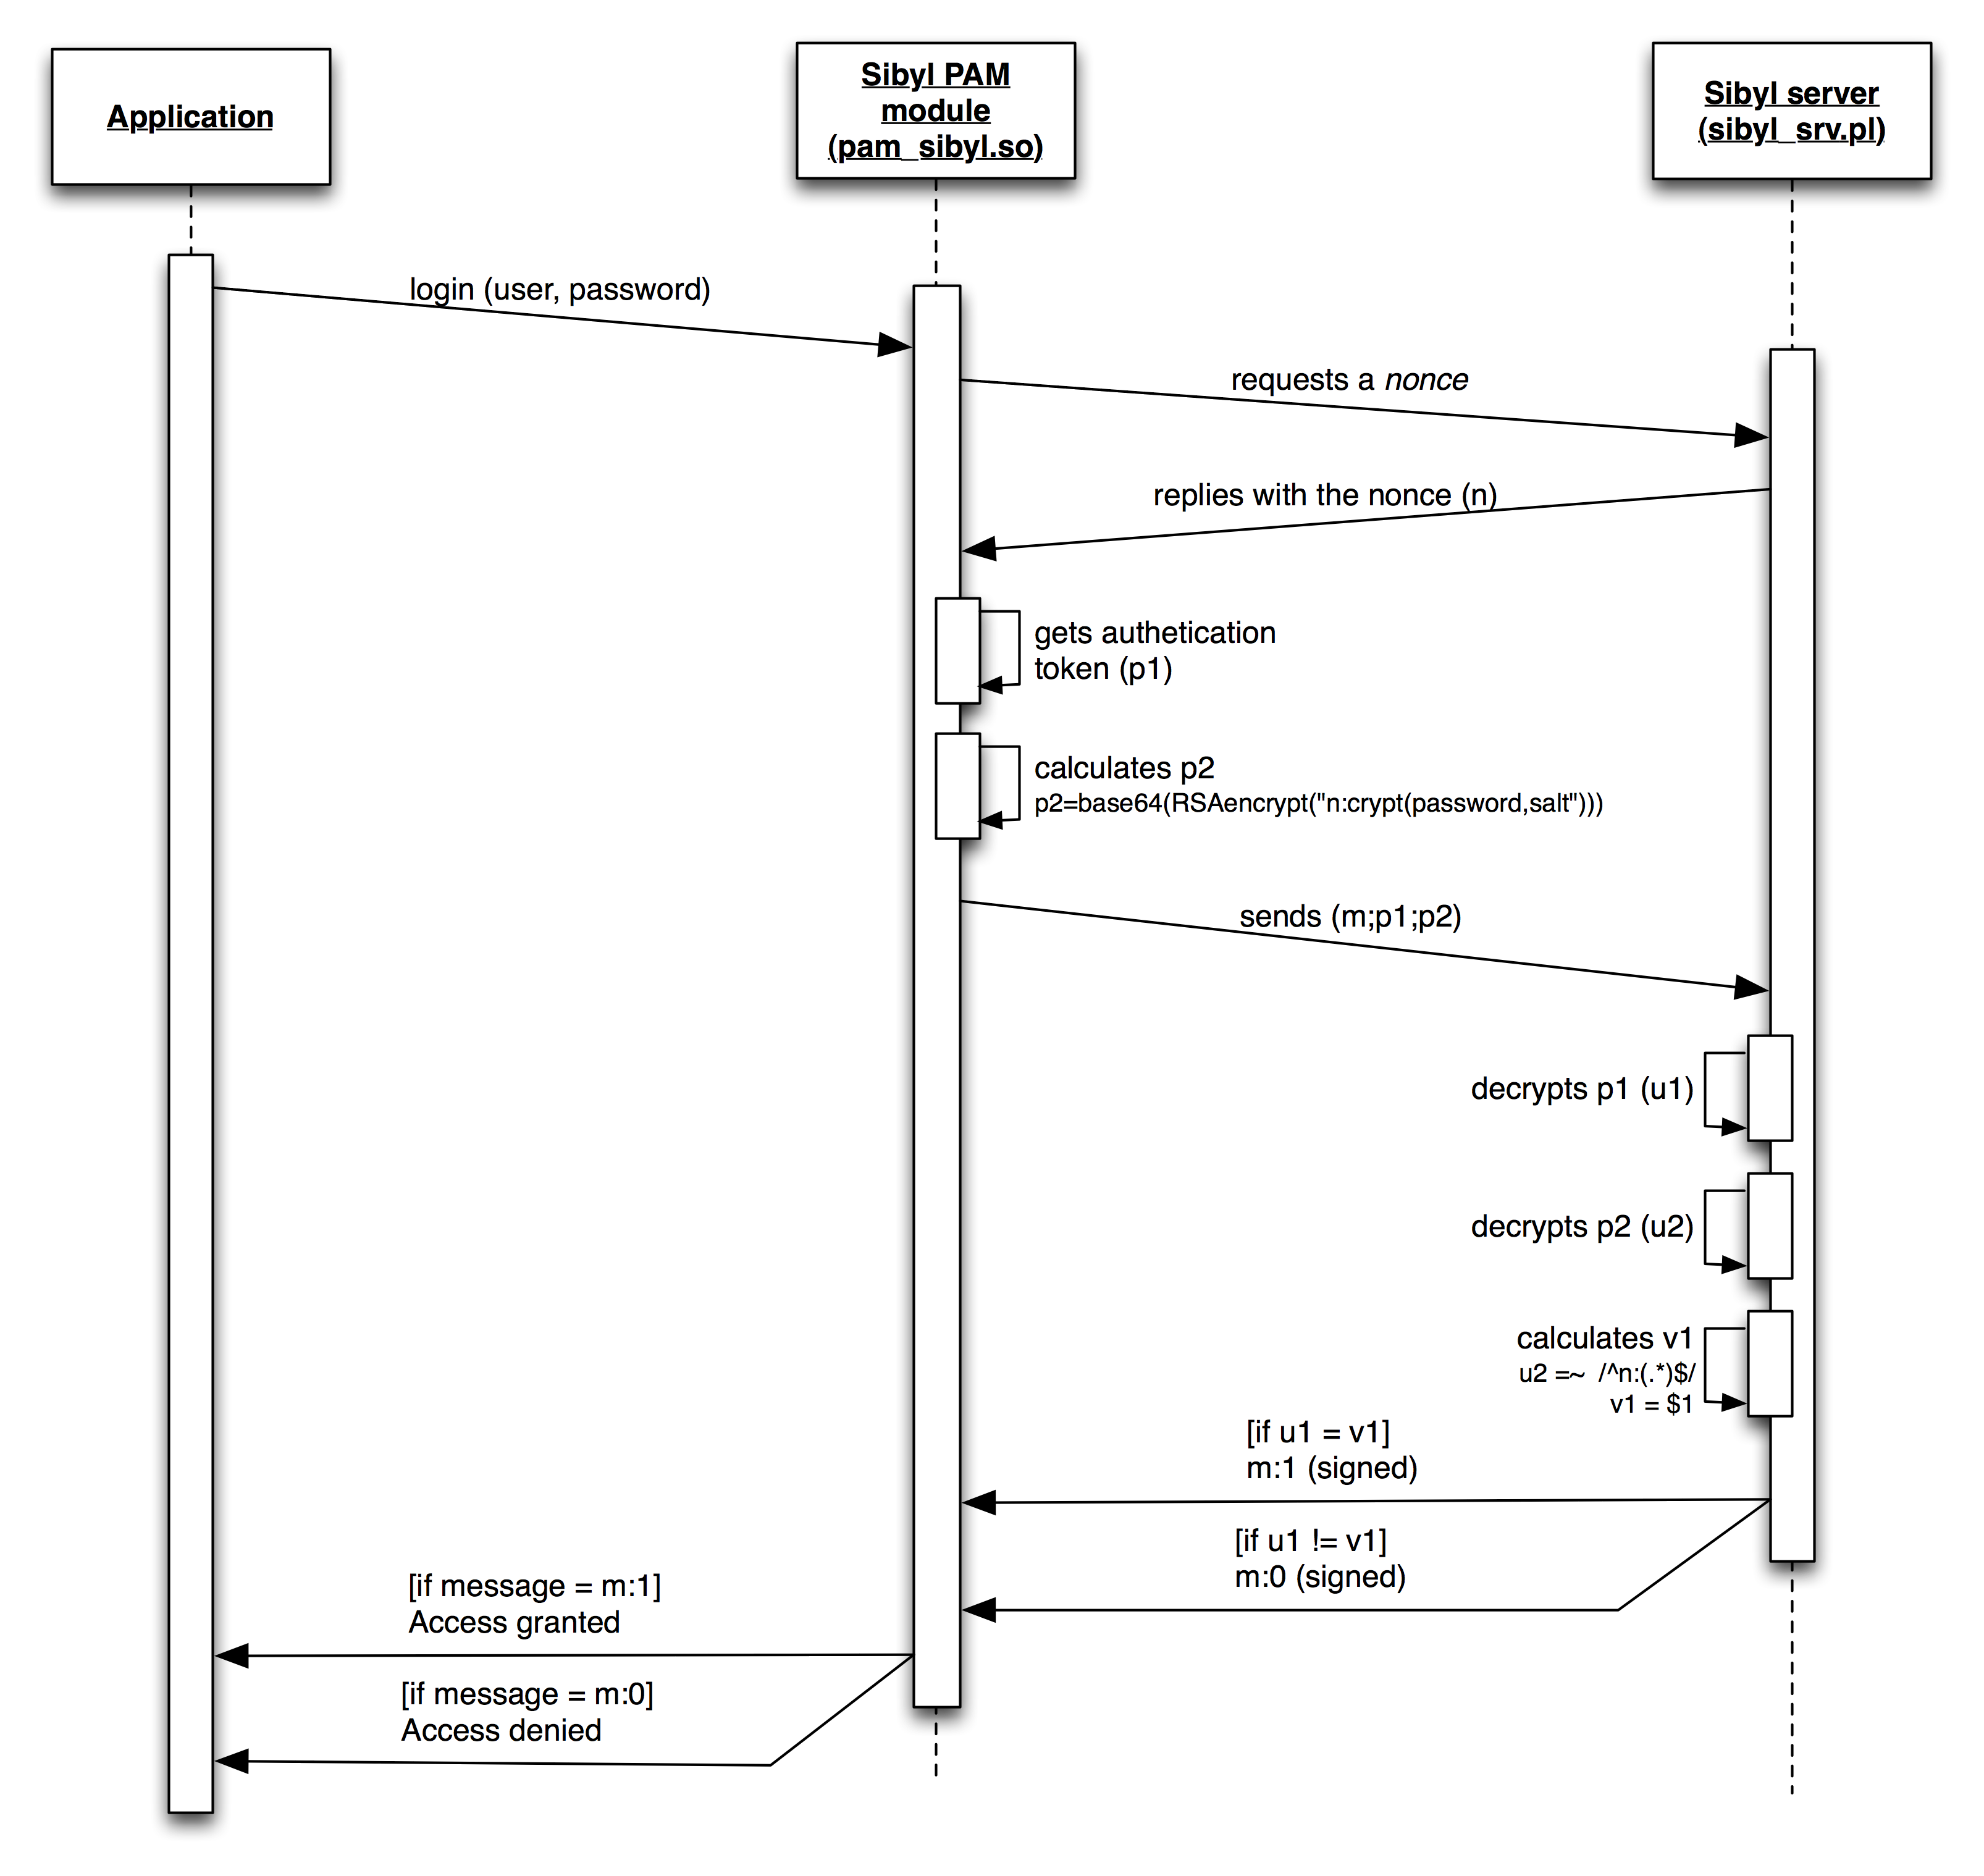 Application
Sibyl PAM
module
(pam_sibyl.so)
Sibyl server
(sibyl_srv.pl)
login (user, password)
requests a nonce
replies with the nonce (n)
gets authetication
token (p1)
calculates p2
p2=base64(RSAencrypt("n:crypt(password,salt")))
sends (m;p1;p2)
decrypts p1 (u1)
decrypts p2 (u2)
calculates v1
u2 =~ /^n:(.*)$/
v1 = $1
[if u1 = v1]
m:1 (signed)
[if u1 != v1]
m:0 (signed)
[if message = m:1]
Access granted
[if message = m:0]
Access denied